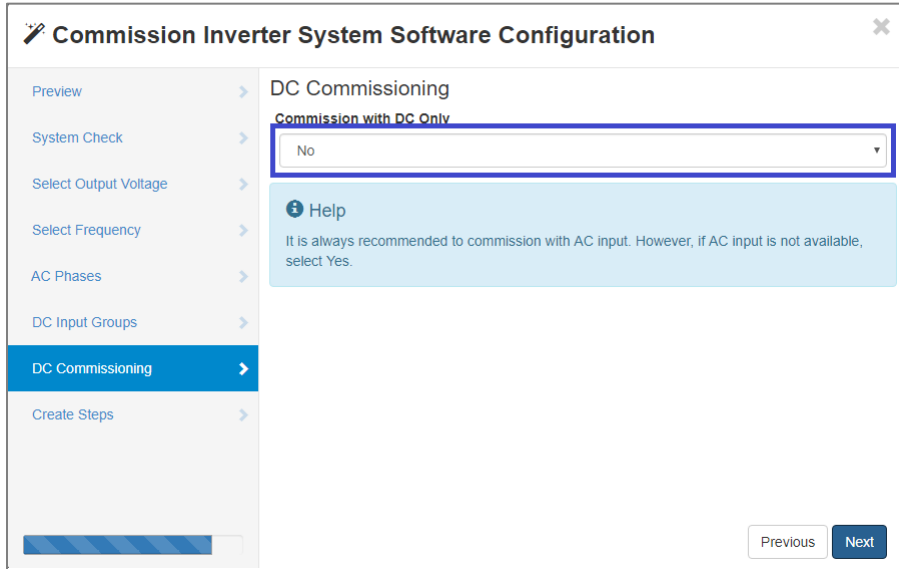 Commission Inverter System Software Configuration
Preview
System Check
Select Output Voltage
Select Frequency
AC Phases
DC Input Groups
DC Commissioning
Create Steps
DC Commissioning
Commission with DC Only
No
Help
It is always recommended to commission with AC input. However, if AC input is not available,
select Yes.
Previous
Next